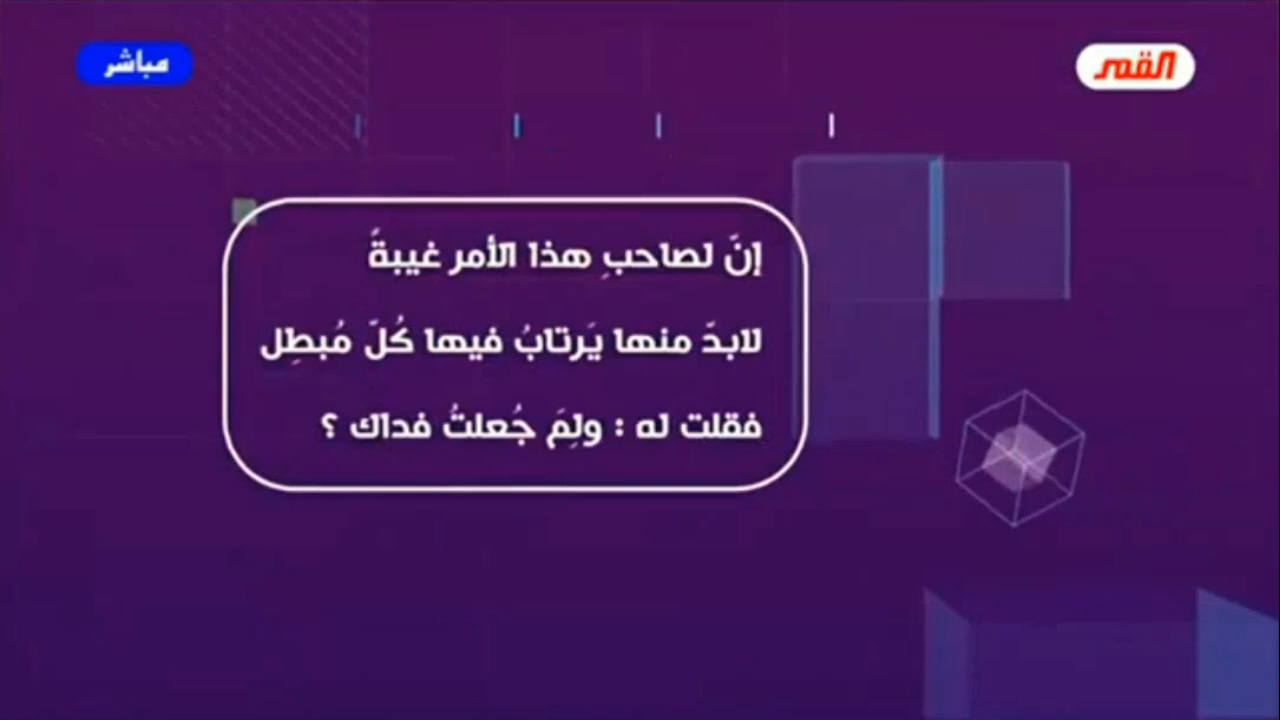 القمر
مباشر
إنّ لصاحبِ هذا الأمر غيبةً
لابدّ منها يَرتابُ فيها كُلّ مُبطِل
فقلت له : ولِمَ جُعلتُ فداك ؟